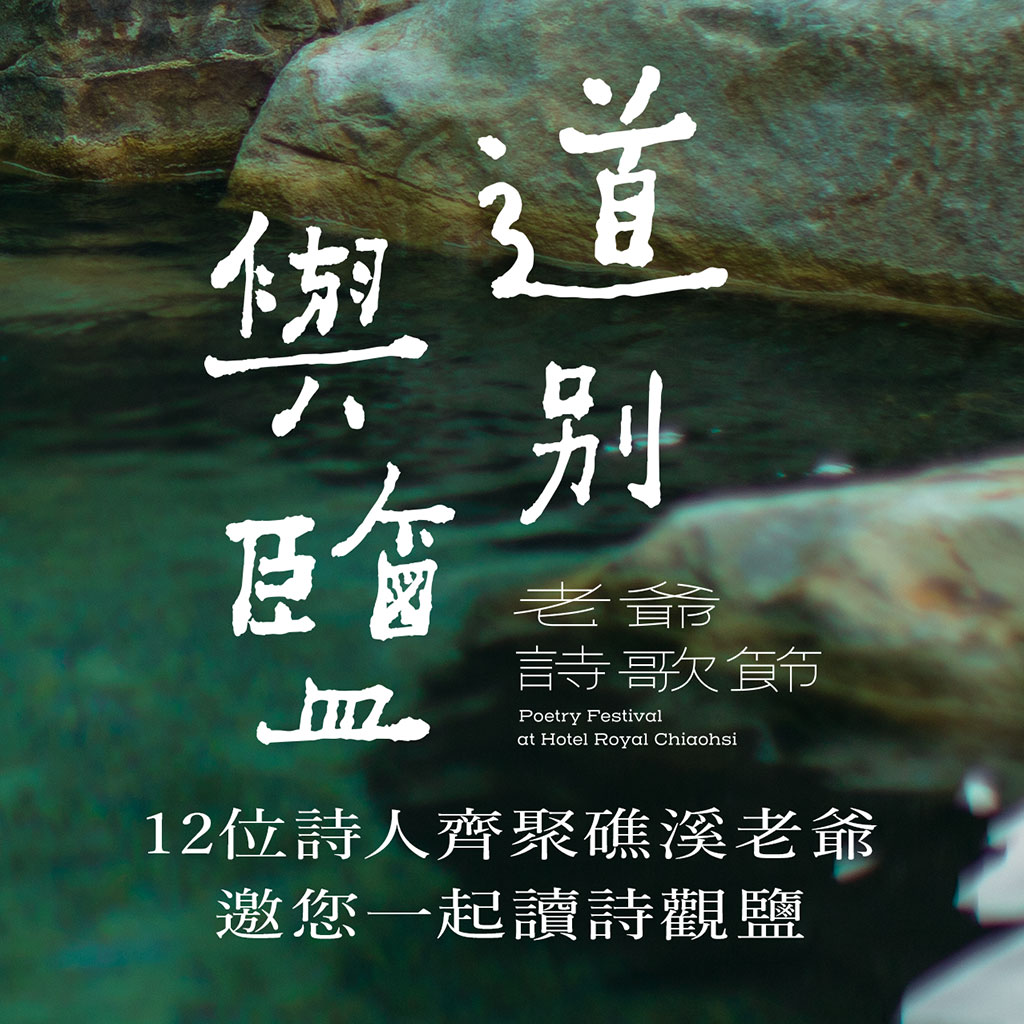 道別
與鹽
老爺
詩歌節
Poetry Festival
at Hotel Royal Chiaohsi
12位詩人齊聚礁溪老爺
邀您一起讀詩觀鹽